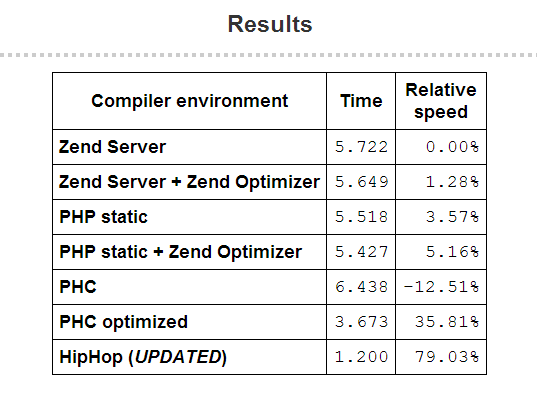 Results
Compiler environment Time Relative speed
Zend Server 5.722 0.00%
Zend Server + Zend Optimizer 5.649 1.28%
PHP static 5.518 3.57%
PHP static + Zend Optimizer 5.427 5.16%
PHC 6.438 -12.51%
PHC optimized 3.673 35.81%
HipHop (UPDATED) 1.200 79.03%